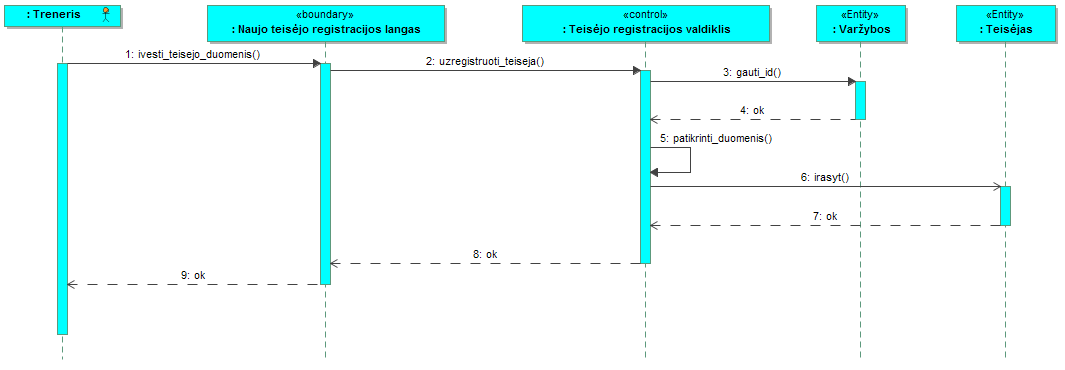 : Treneris
«boundary»
: Naujo teisėjo registracijos langas
«control»
: Teisėjo registracijos valdiklis
«Entity»
: Varžybos
«Entity»
: Teisėjas
1: ivesti_teisejo_duomenis()
2: uzregistruoti_teiseja()
3: gauti_id()
4: ok
5: patikrinti_duomenis()
6: irasyt()
7: ok
8: ok
9: ok